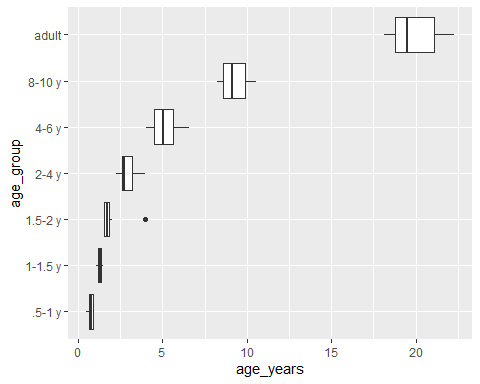 adult
8-10 y
4-6 y
2-4 y
1.5-2 y
1-1.5 y
.5-1 y
age_group
0 5 10 15 20
age_years